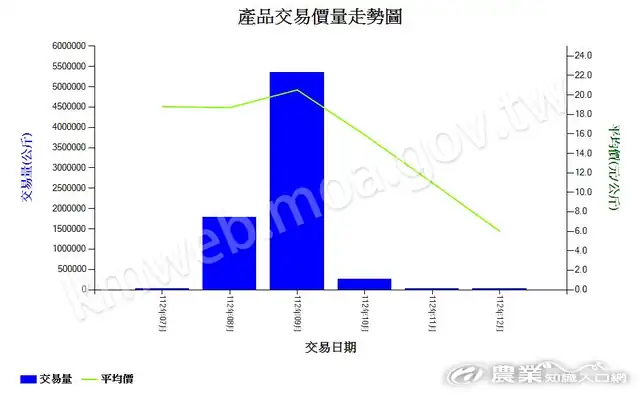 產品交易價量走勢圖
交易量(公斤)
6000000
5500000
5000000
4500000
4000000
3500000
3000000
2500000
2000000
1500000
1000000
500000
0
24.0
22.0
20.0
18.0
16.0
14.0
12.0
10.0
8.0
6.0
4.0
2.0
0.0
平均價(元/公斤)
112年07月
112年08月
112年09月
112年10月
112年11月
112年12月
交易日期
交易量
平均價
kmweb.moa.gov.tw
農業知識入口網